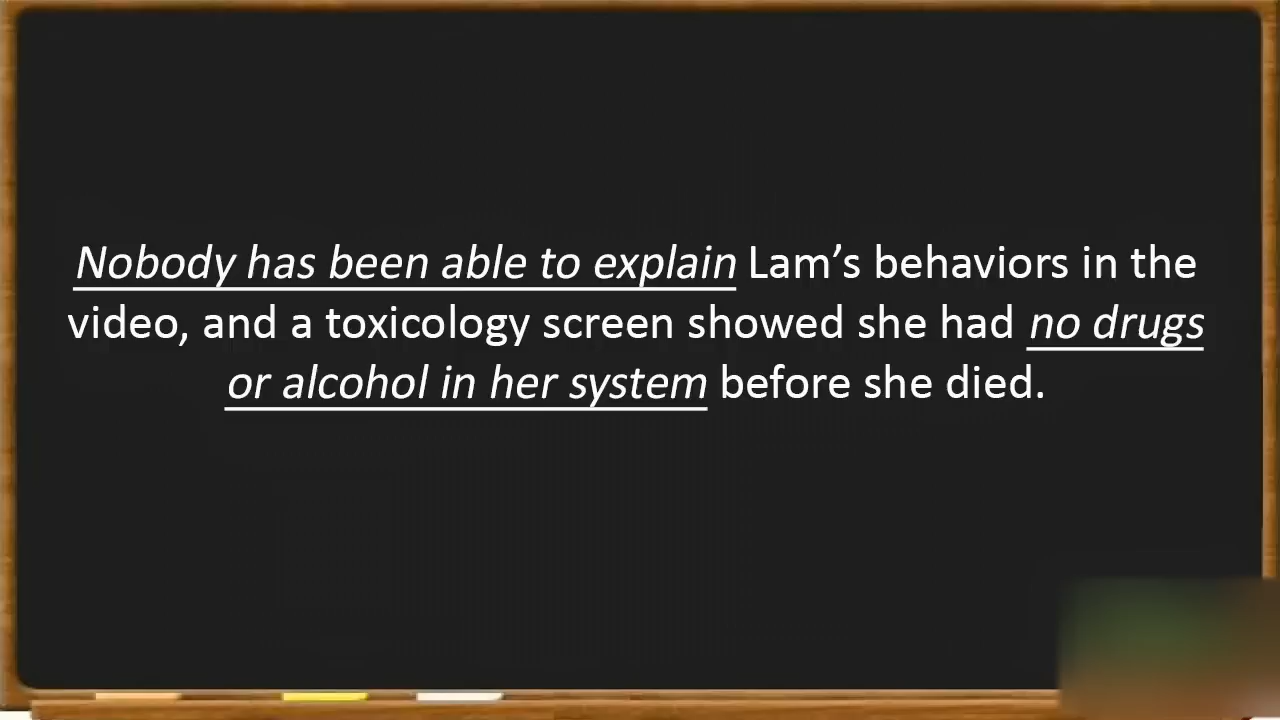 Nobody has been able to explain Lam’s behaviors in the
video, and a toxicology screen showed she had no drugs
or alcohol in her system before she died.